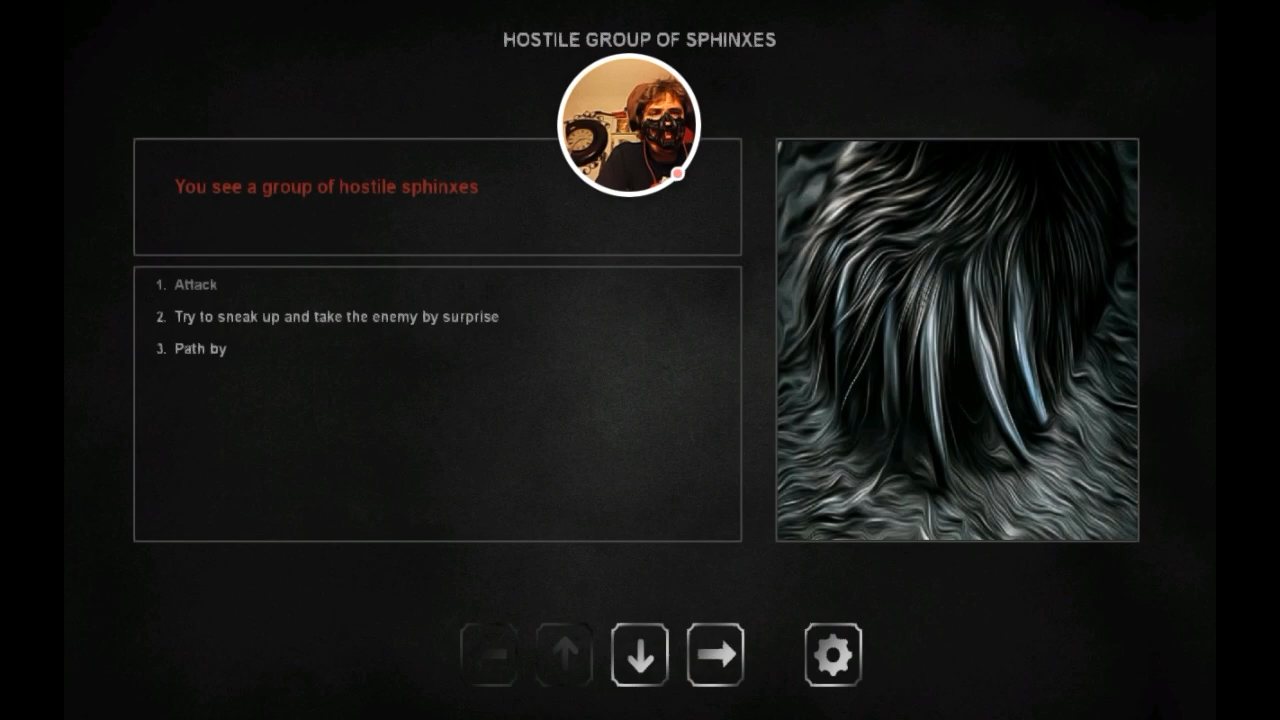 HOSTILE GROUP OF SPHINXES
You see a group of hostile sphinxes
1. Attack
2. Try to sneak up and take the enemy by surprise
3. Path by